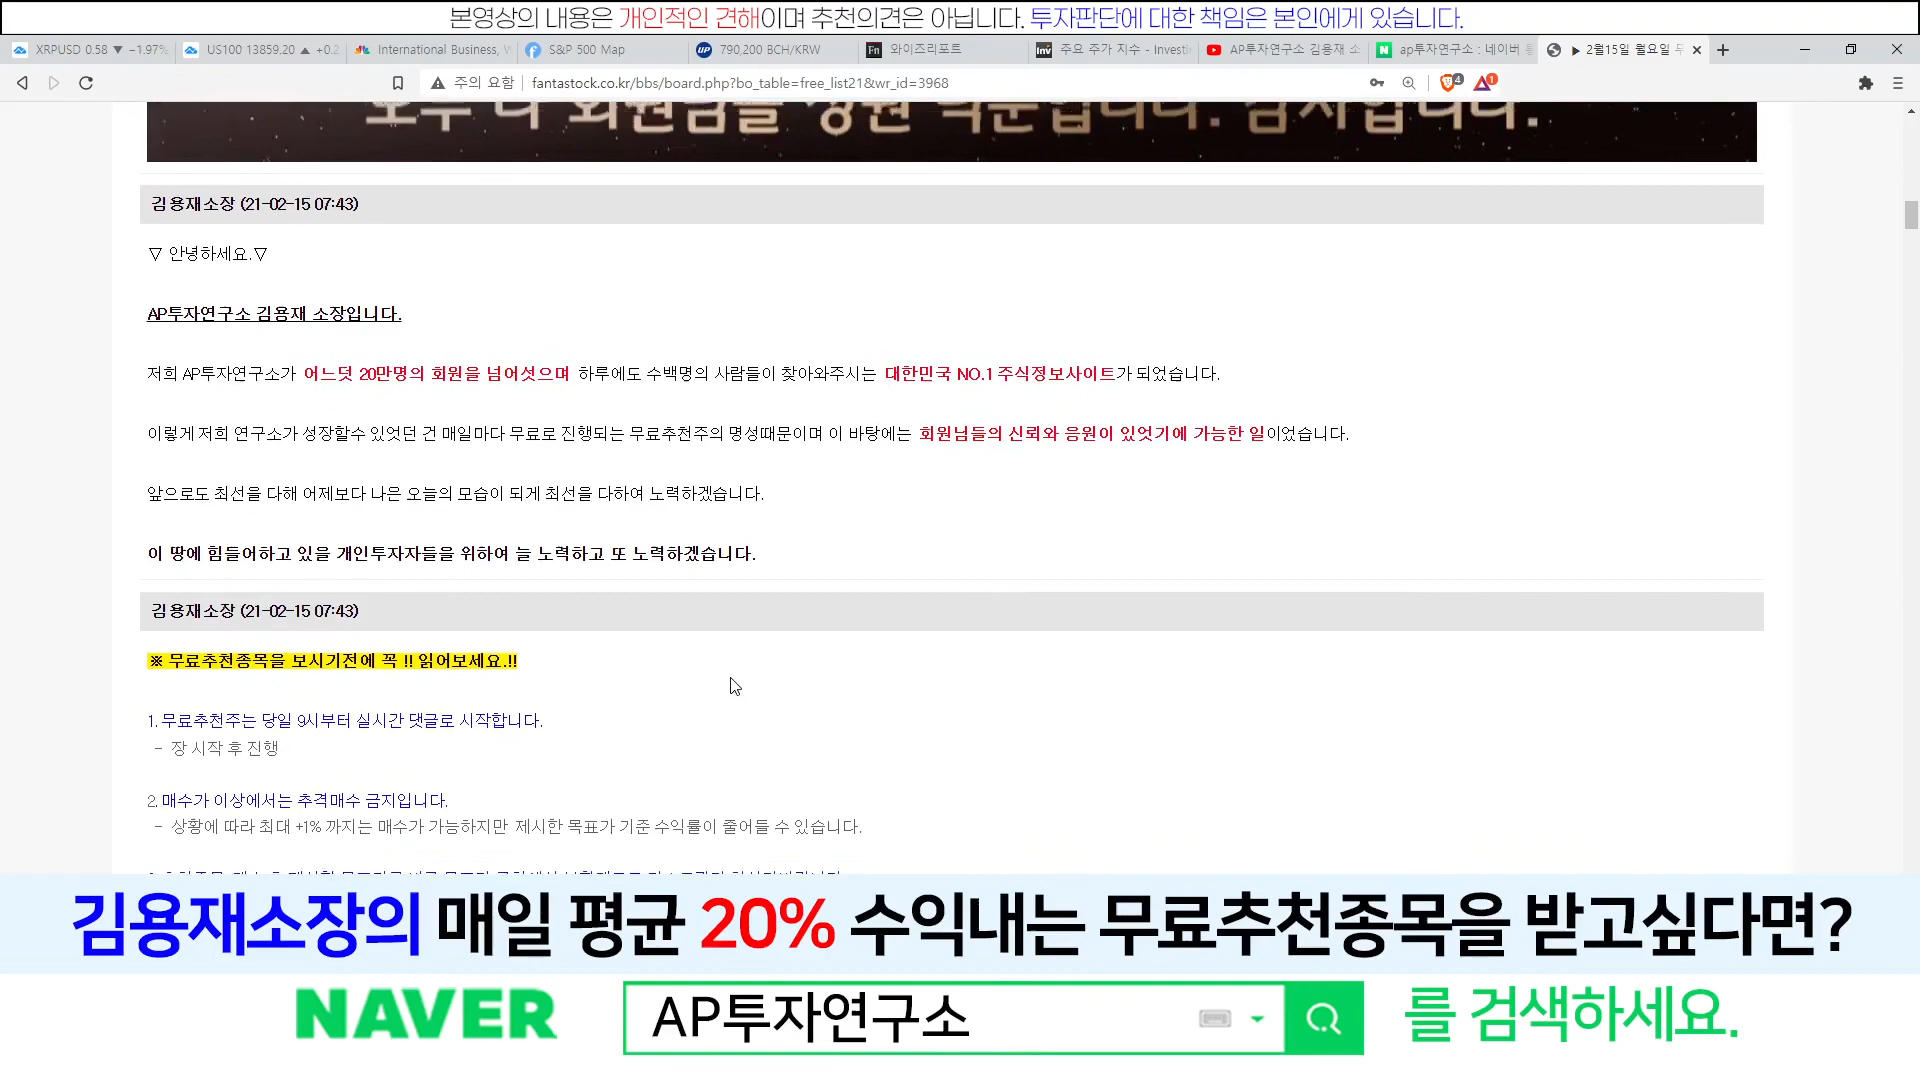 본영상의 내용은 개인적인 견해이며 추천의견은 아닙니다. 투자판단에 대한 책임은 본인에게 있습니다.
XRPUSD 0.58 ▼ −1.97%
US100 13859.20 ▲ +0.2
International Business,
S&P 500 Map
790,200 BCH/KRW
와이즈리포트
주요 주가 지수 - Investi
AP투자연구소 김용재 소
ap투자연구소 : 네이버
▶ 2월15일 월요일
주의 요함
fantastock.co.kr/bbs/board.php?bo_table=free_list21&wr_id=3968
김용재소장 (21-02-15 07:43)
▽ 안녕하세요.▽
AP투자연구소 김용재 소장입니다.
저희 AP투자연구소가 어느덧 20만명의 회원을 넘어섯으며 하루에도 수백명의 사람들이 찾아와주시는 대한민국 NO.1 주식정보사이트가 되었습니다.
이렇게 저희 연구소가 성장할수 있엇던 건 매일마다 무료로 진행되는 무료추천주의 명성때문이며 이 바탕에는 회원님들의 신뢰와 응원이 있엇기에 가능한 일이었습니다.
앞으로도 최선을 다해 어제보다 나은 오늘의 모습이 되게 최선을 다하여 노력하겠습니다.
이 땅에 힘들어하고 있을 개인투자자들을 위하여 늘 노력하고 또 노력하겠습니다.
김용재소장 (21-02-15 07:43)
※ 무료추천종목을 보시기전에 꼭 !! 읽어보세요.!!
1. 무료추천주는 당일 9시부터 실시간 댓글로 시작합니다.
- 장 시작 후 진행
2. 매수가 이상에서는 추격매수 금지입니다.
- 상황에 따라 최대 +1% 까지는 매수가 가능하지만 제시한 목표가 기준 수익률이 줄어들 수 있습니다.
김용재소장의 매일 평균 20% 수익내는 무료추천종목을 받고싶다면?
NAVER AP투자연구소 를 검색하세요.